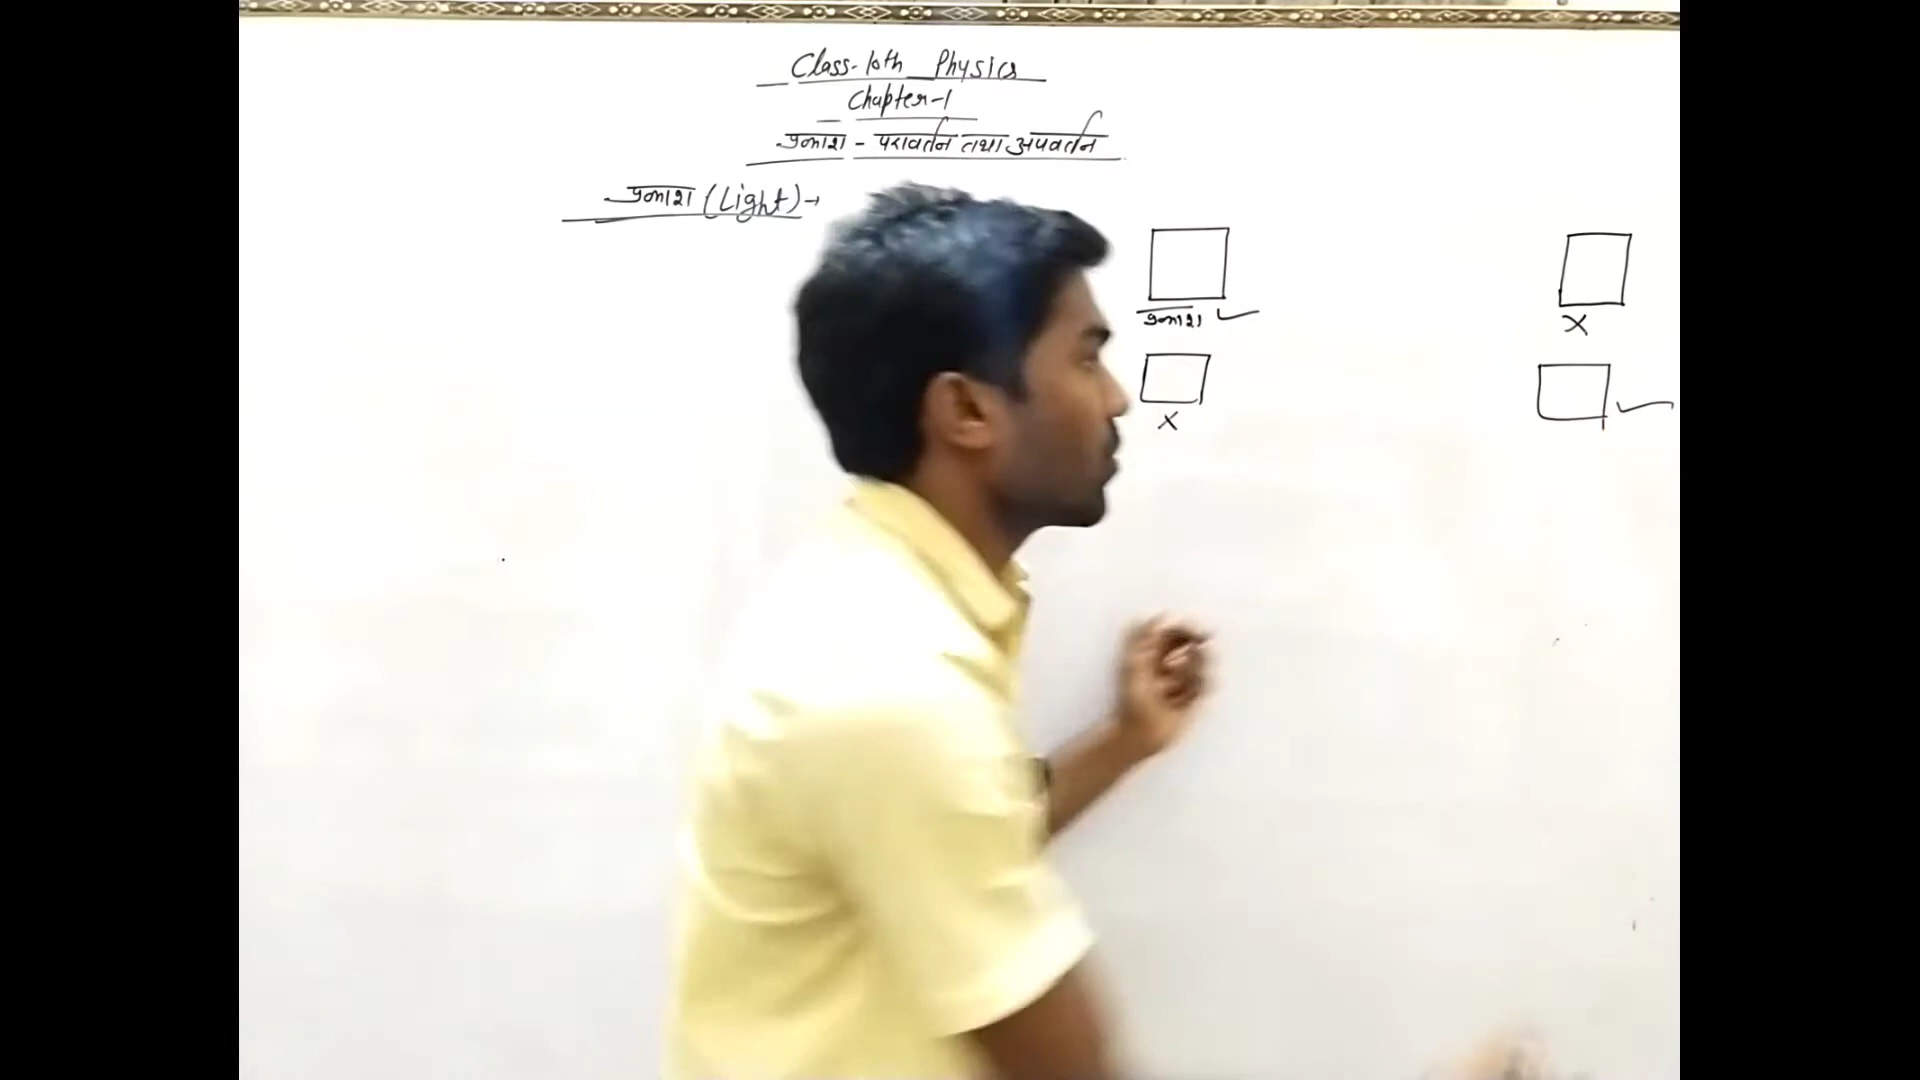 Class-10th Physics
Chapter-1
प्रकाश - परावर्तन तथा अपवर्तन
प्रकाश (Light)→
प्रकाश ✓
X
X
✓